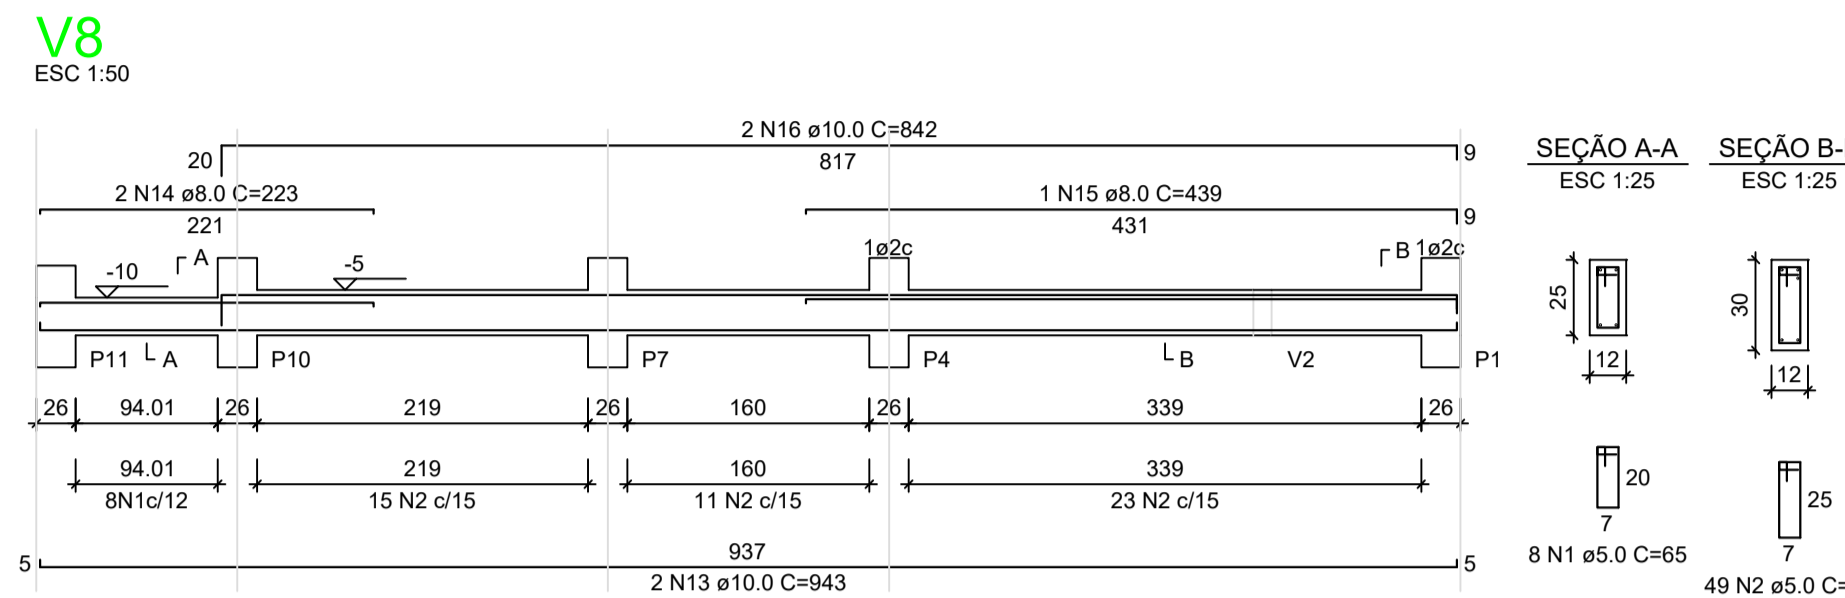 V8
ESC 1:50
2 N16 ø10.0 C=842
20 817 9
2 N14 ø8.0 C=223 1 N15 ø8.0 C=439
221 431 9
A 1ø2c B 1ø2c
-10 -5
P11 A P10 P7 P4 B V2 P1
26 94.01 26 219 26 160 26 339 26
94.01 219 160 339
8N1c/12 15 N2 c/15 11 N2 c/15 23 N2 c/15
5 937 5
2 N13 ø10.0 C=943
SEÇÃO A-A
ESC 1:25
25
12
20
7
8 N1 ø5.0 C=65
SEÇÃO B-
ESC 1:25
30
12
25
7
49 N2 ø5.0 C=